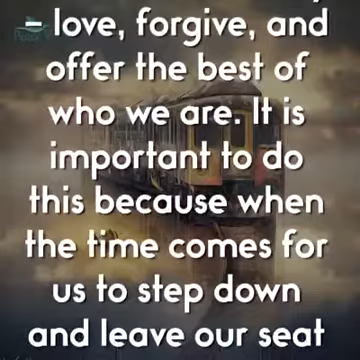 love, forgive, and
offer the best of
who we are. It is
important to do
this because when
the time comes for
us to step down
and leave our seat